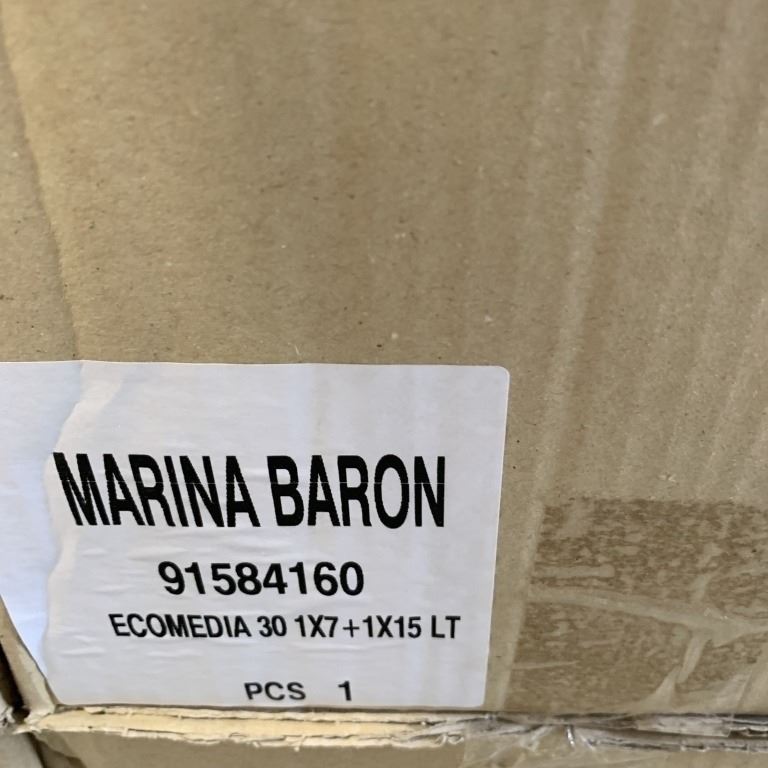 MARINA BARON
91584160
ECOMEDIA 30 1X7+1X15 LT
PCS 1